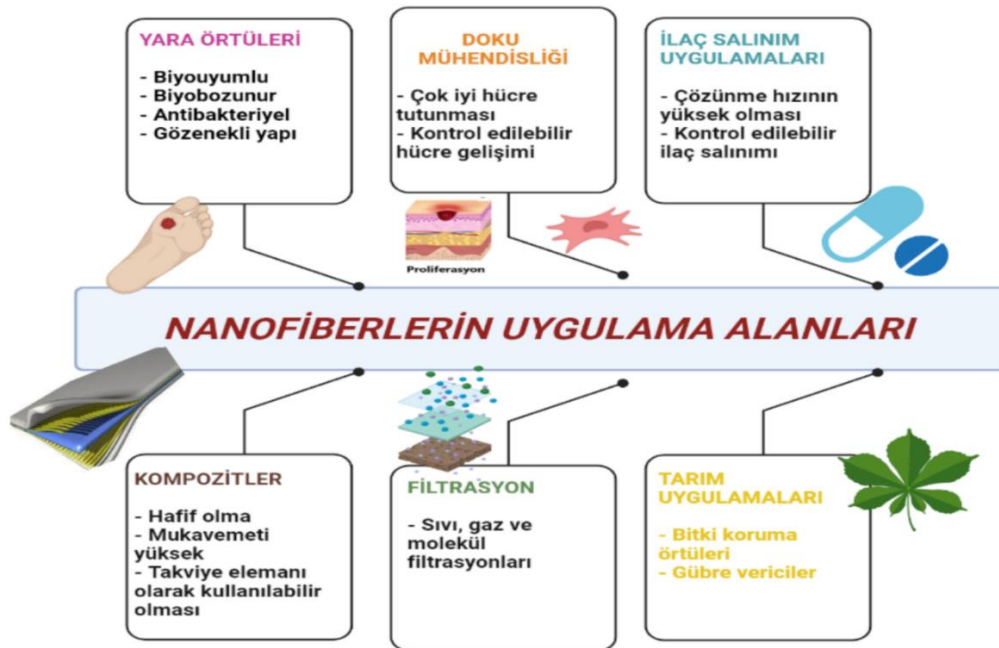 YARA ÖRTÜLERİ
- Biyouyumlu
- Biyobozunur
- Antibakteriyel
- Gözenekli yapı
DOKU
MÜHENDİSLİĞİ
- Çok iyi hücre
tutunması
- Kontrol edilebilir
hücre gelişimi
İLAÇ SALINIM
UYGULAMALARI
- Çözünme hızının
yüksek olması
- Kontrol edilebilir
ilaç salınımı
Proliferasyon
NANOFİBERLERİN UYGULAMA ALANLARI
KOMPOZİTLER
- Hafif olma
- Mukavemeti
yüksek
- Takviye elemanı
olarak kullanılabilir
olması
FİLTRASYON
- Sıvı, gaz ve
molekül
filtrasyonları
TARIM
UYGULAMALARI
- Bitki koruma
örtüleri
- Gübre vericiler